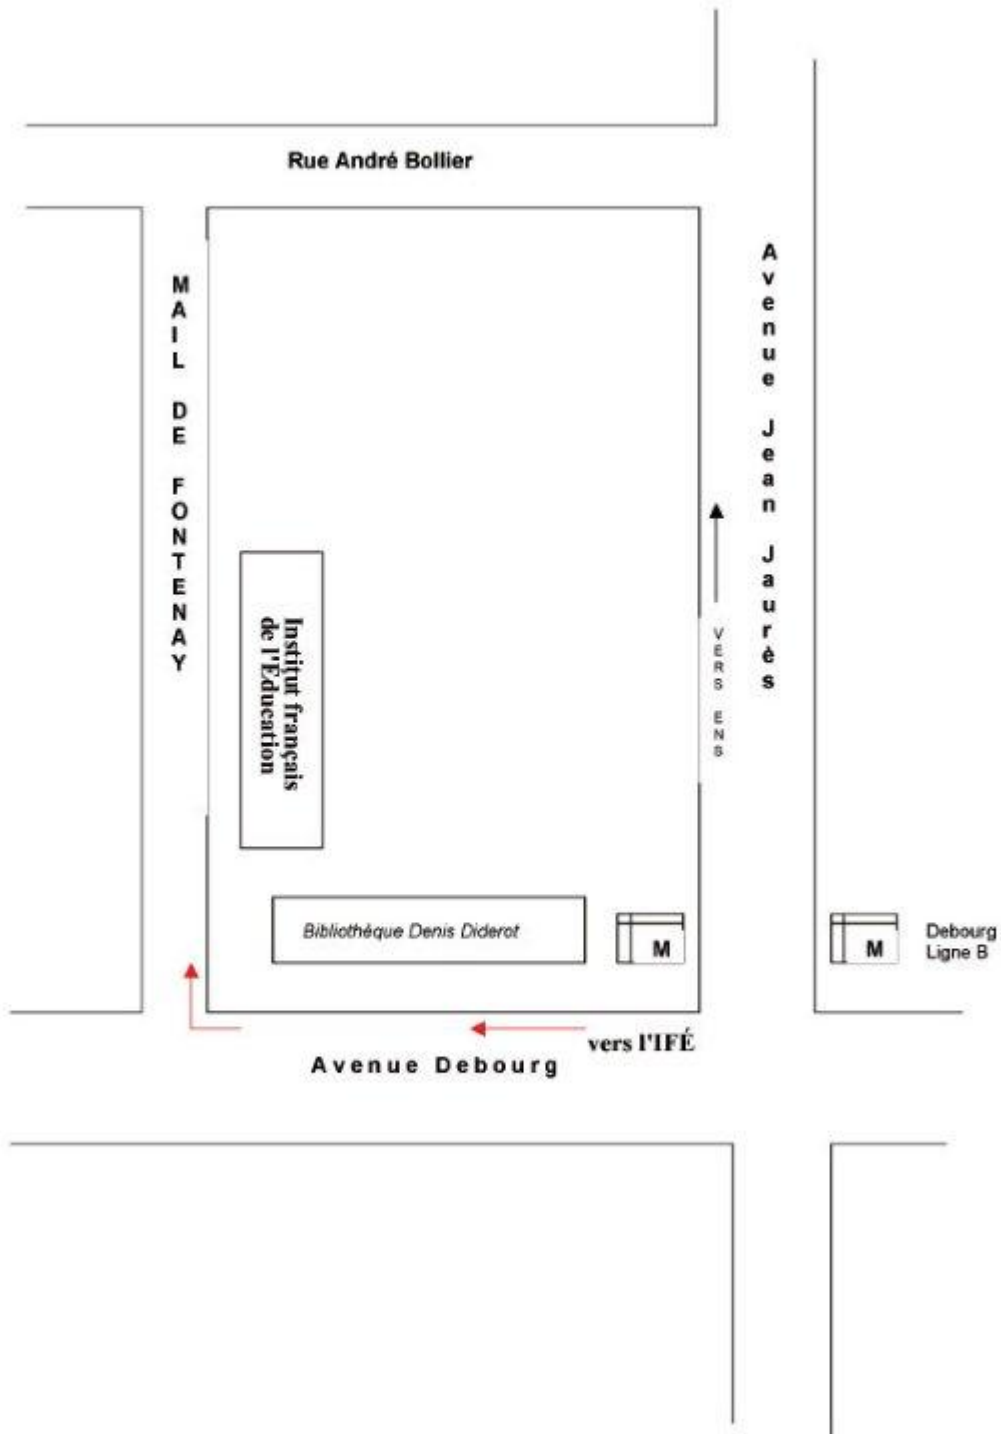 Rue André Bollier
MAIL DE FONTENAY
Avenue Jean Jaurès
Institut français
de l'Éducation
VERS ENS
Bibliothèque Denis Diderot
M
M
Debourg
Ligne B
vers l'IFÉ
Avenue Debourg